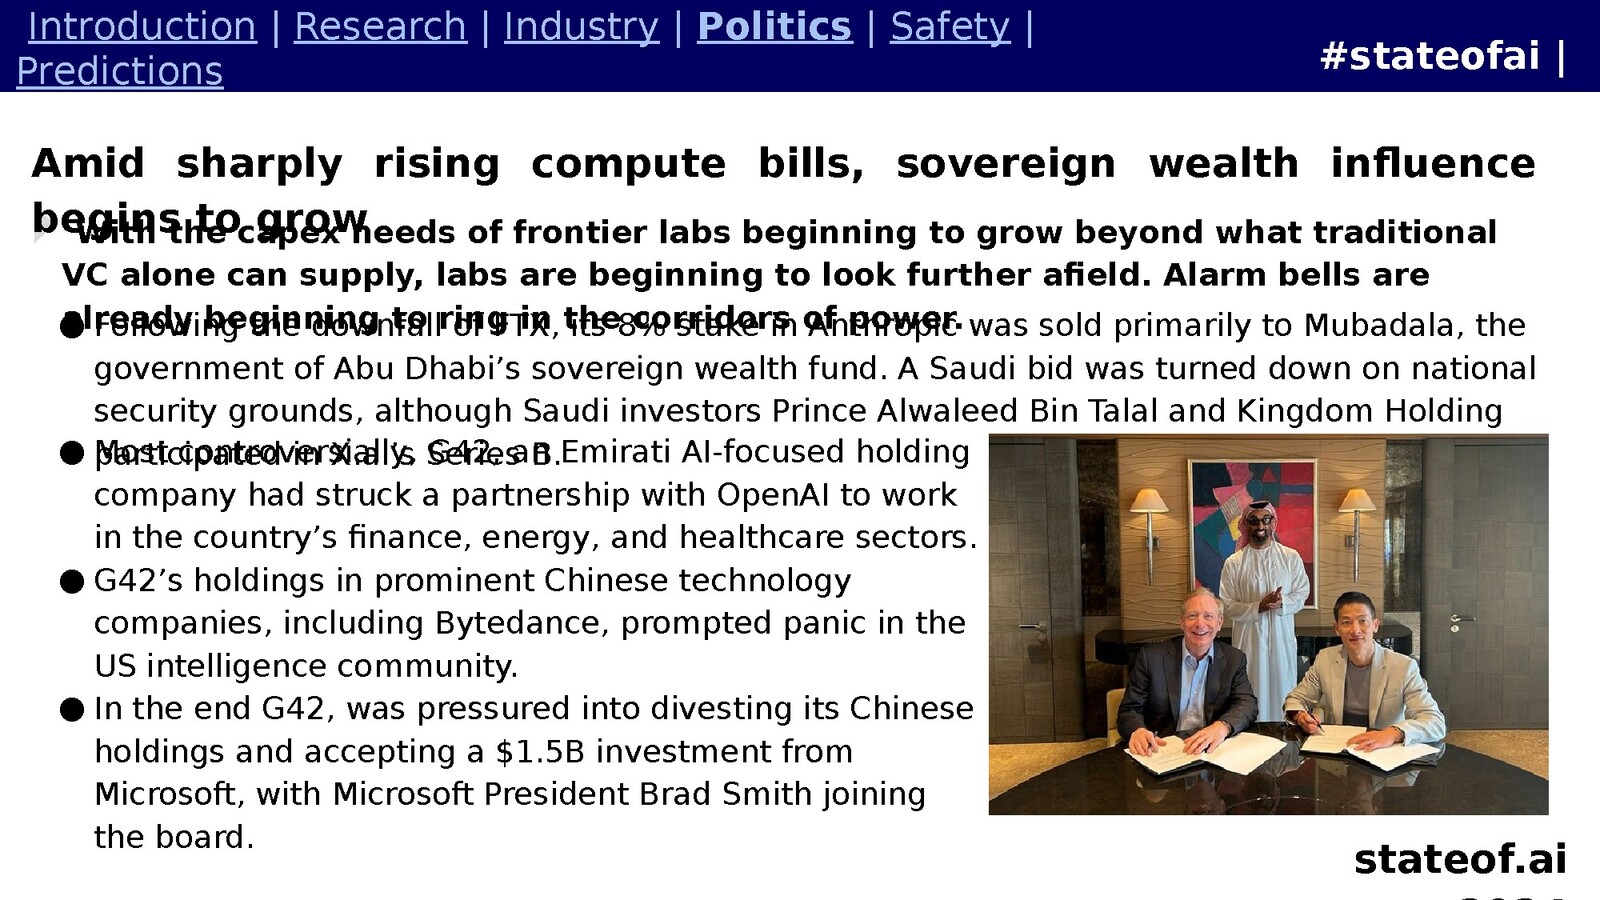 Introduction | Research | Industry | Politics | Safety |
Predictions
#stateofai |
Amid sharply rising compute bills, sovereign wealth influence
begins to grow
With the capex needs of frontier labs beginning to grow beyond what traditional
VC alone can supply, labs are beginning to look further afield. Alarm bells are
already beginning to ring in the corridors of power.
● Following the downfall of FTX, its 8% stake in Anthropic was sold primarily to Mubadala, the
government of Abu Dhabi’s sovereign wealth fund. A Saudi bid was turned down on national
security grounds, although Saudi investors Prince Alwaleed Bin Talal and Kingdom Holding
participated in X.ai’s Series B.
● Most controversially, G42, an Emirati AI-focused holding
company had struck a partnership with OpenAI to work
in the country’s finance, energy, and healthcare sectors.
● G42’s holdings in prominent Chinese technology
companies, including Bytedance, prompted panic in the
US intelligence community.
● In the end G42, was pressured into divesting its Chinese
holdings and accepting a $1.5B investment from
Microsoft, with Microsoft President Brad Smith joining
the board.
stateof.ai